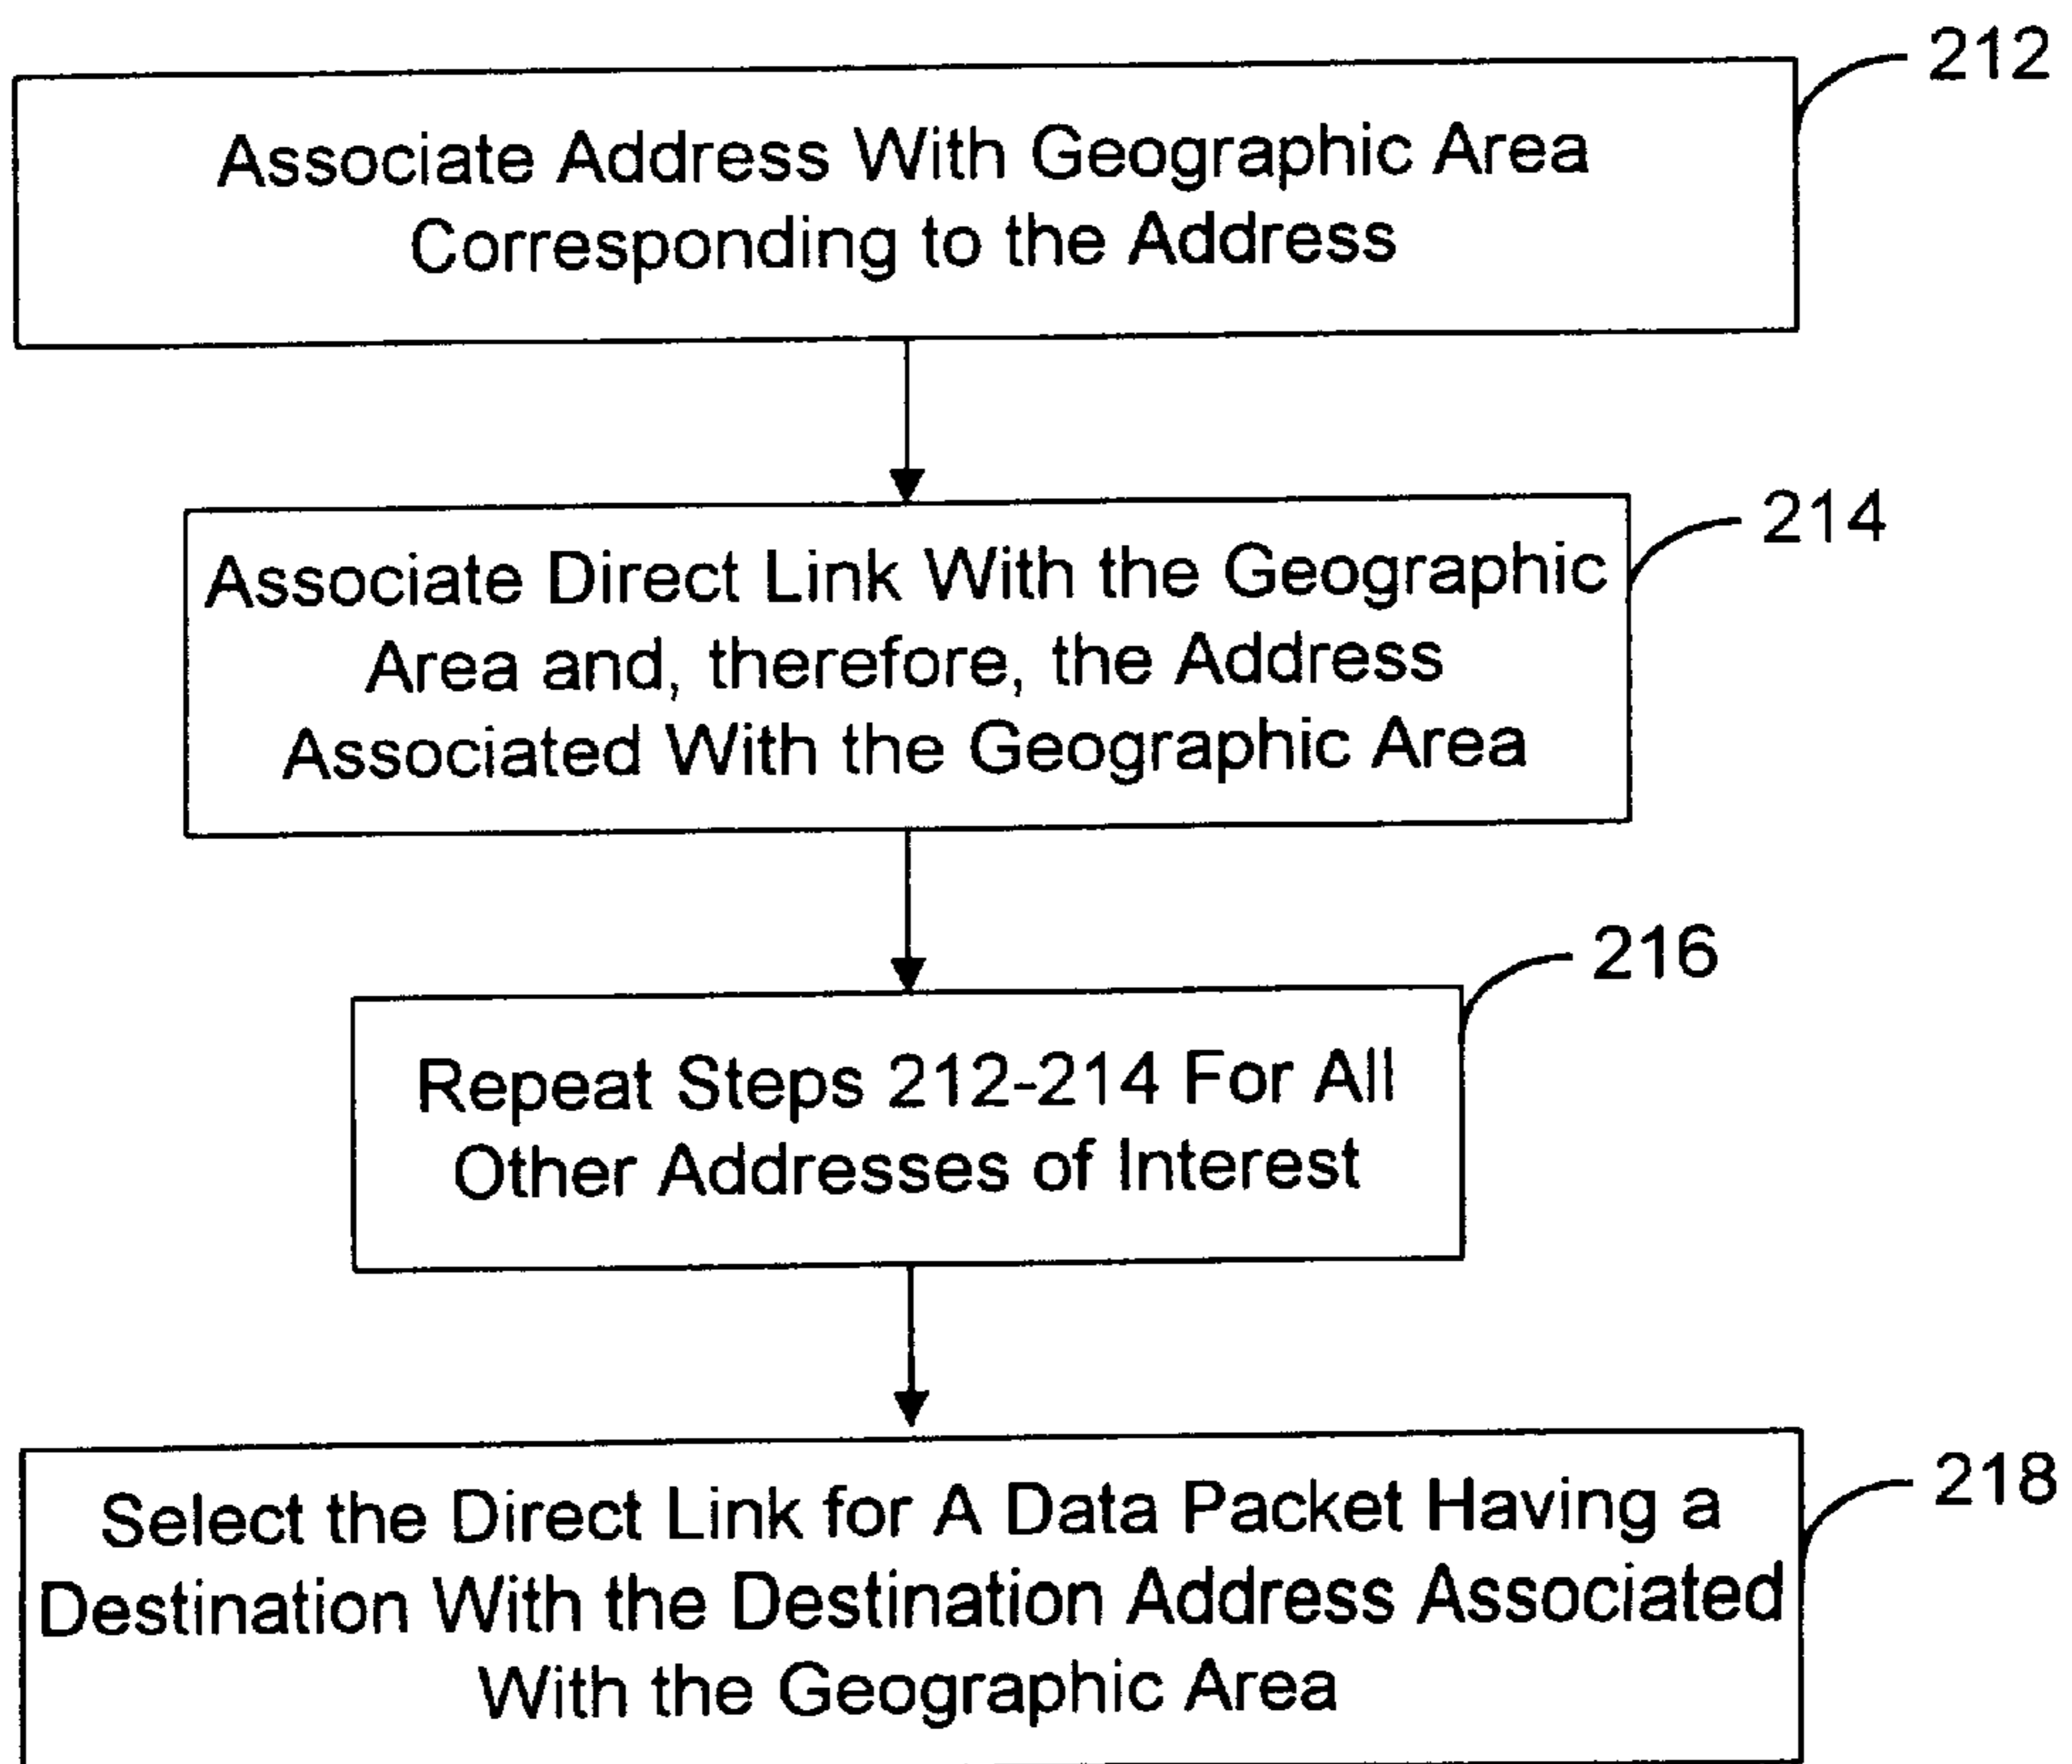 212
Associate Address With Geographic Area
Corresponding to the Address
214
Associate Direct Link With the Geographic
Area and, therefore, the Address
Associated With the Geographic Area
216
Repeat Steps 212-214 For All
Other Addresses of Interest
218
Select the Direct Link for A Data Packet Having a
Destination With the Destination Address Associated
With the Geographic Area